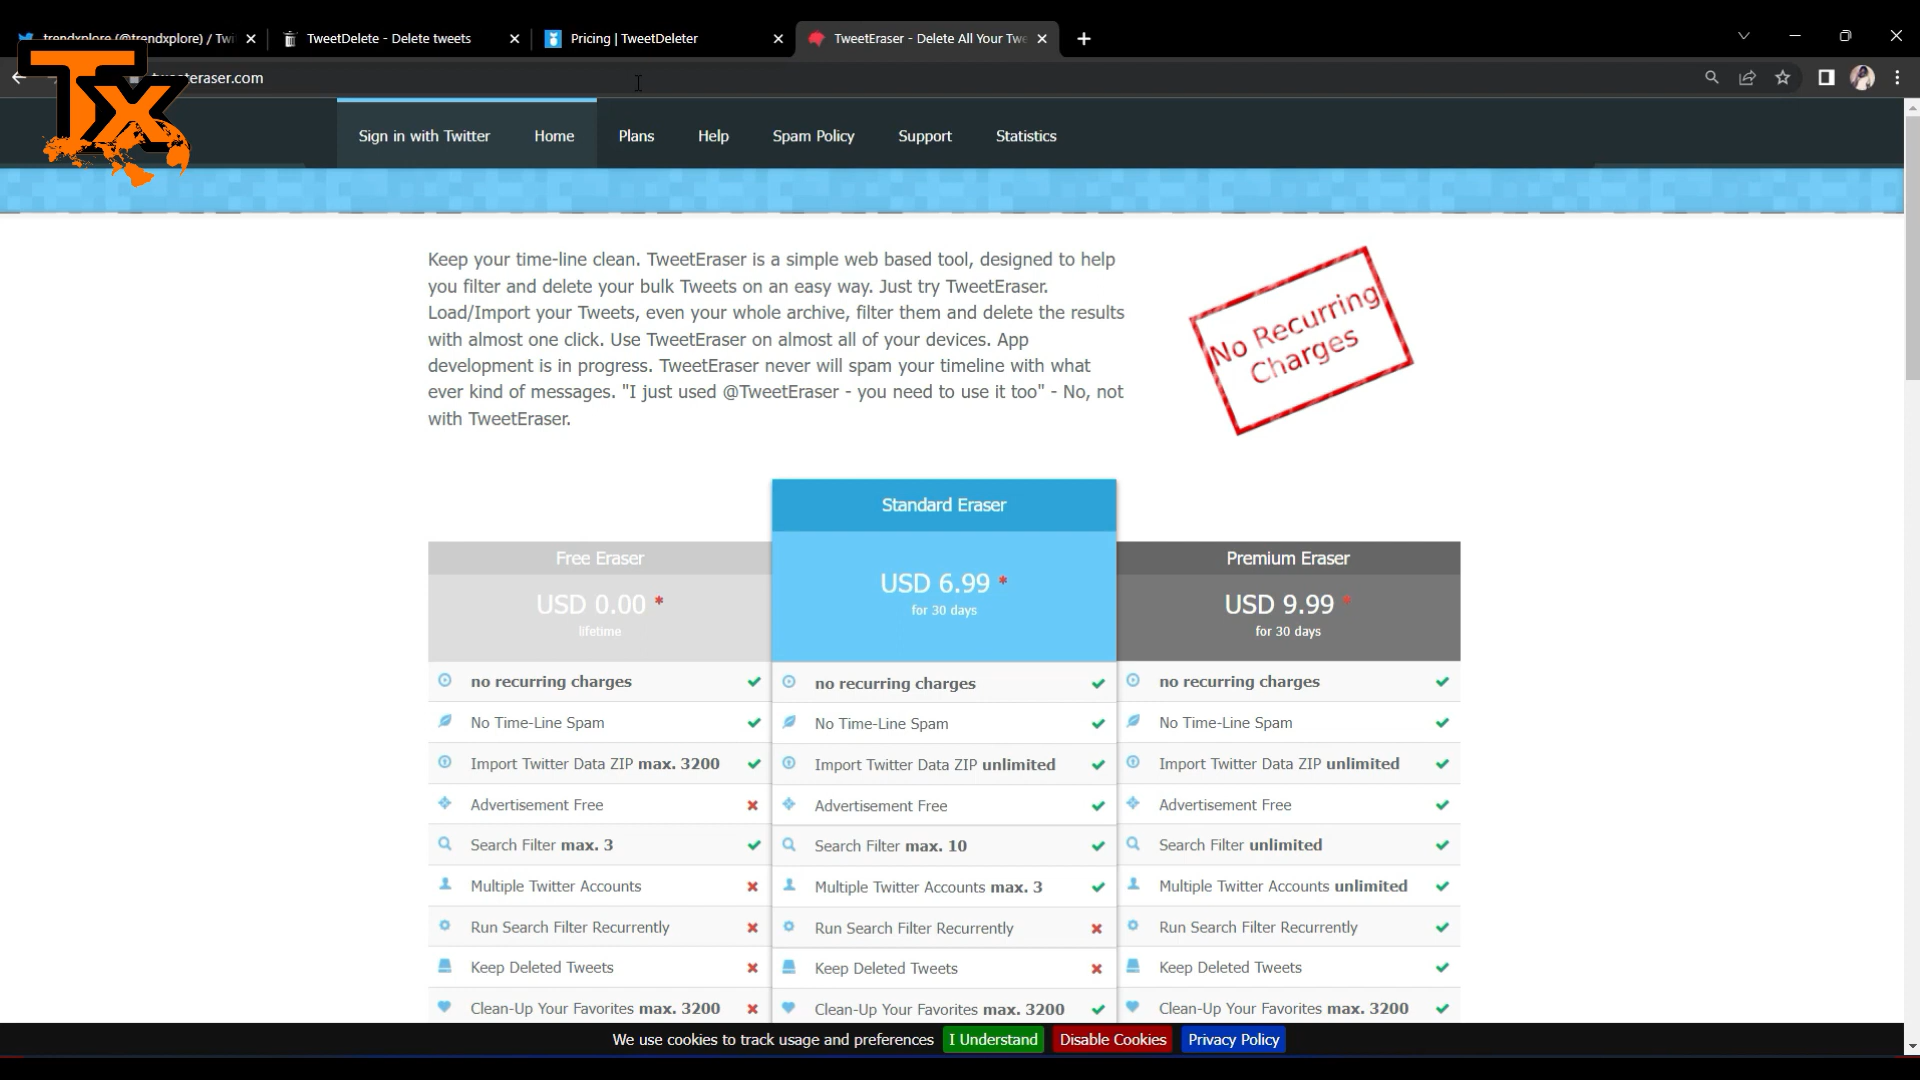 trendxplore (@trendxplore) / Twi
TweetDelete - Delete tweets
Pricing | TweetDeleter
TweetEraser - Delete All Your Twe
Tx
tweeteraser.com
Sign in with Twitter
Home
Plans
Help
Spam Policy
Support
Statistics
Keep your time-line clean. TweetEraser is a simple web based tool, designed to help
you filter and delete your bulk Tweets on an easy way. Just try TweetEraser.
Load/Import your Tweets, even your whole archive, filter them and delete the results
with almost one click. Use TweetEraser on almost all of your devices. App
development is in progress. TweetEraser never will spam your timeline with what
ever kind of messages. "I just used @TweetEraser - you need to use it too" - No, not
with TweetEraser.
No Recurring
Charges
Free Eraser
USD 0.00 *
lifetime
no recurring charges
No Time-Line Spam
Import Twitter Data ZIP max. 3200
Advertisement Free
Search Filter max. 3
Multiple Twitter Accounts
Run Search Filter Recurrently
Keep Deleted Tweets
Clean-Up Your Favorites max. 3200
Standard Eraser
USD 6.99 *
for 30 days
no recurring charges
No Time-Line Spam
Import Twitter Data ZIP unlimited
Advertisement Free
Search Filter max. 10
Multiple Twitter Accounts max. 3
Run Search Filter Recurrently
Keep Deleted Tweets
Clean-Up Your Favorites max. 3200
Premium Eraser
USD 9.99 *
for 30 days
no recurring charges
No Time-Line Spam
Import Twitter Data ZIP unlimited
Advertisement Free
Search Filter unlimited
Multiple Twitter Accounts unlimited
Run Search Filter Recurrently
Keep Deleted Tweets
Clean-Up Your Favorites max. 3200
We use cookies to track usage and preferences
I Understand
Disable Cookies
Privacy Policy